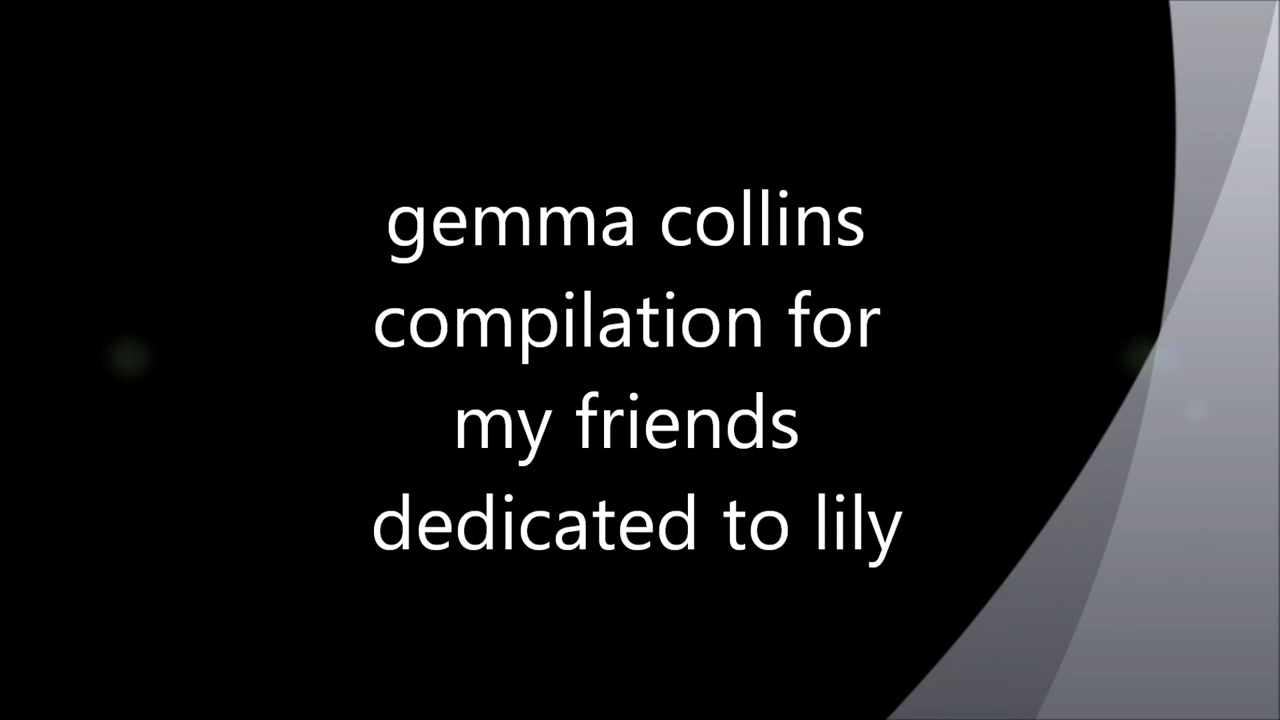 gemma collins
compilation for
my friends
dedicated to lily